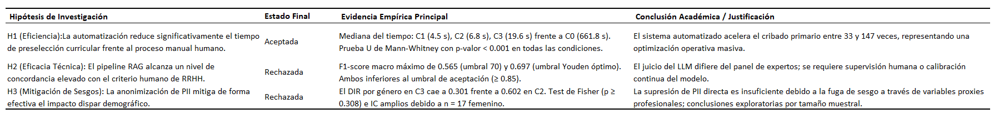 Hipótesis de Investigación Estado Final Evidencia Empírica Principal Conclusión Académica / Justificación
H1 (Eficiencia):La automatización reduce significativamente el tiempo de preselección curricular frente al proceso manual humano.
Aceptada
Mediana del tiempo: C1 (4.5 s), C2 (6.8 s), C3 (19.6 s) frente a C0 (661.8 s).
Prueba U de Mann-Whitney con p-valor < 0.001 en todas las condiciones.
El sistema automatizado acelera el cribado primario entre 33 y 147 veces, representando una
optimización operativa masiva.
H2 (Eficacia Técnica): El pipeline RAG alcanza un nivel de
concordancia elevado con el criterio humano de RRHH.
Rechazada
F1-score macro máximo de 0.565 (umbral 70) y 0.697 (umbral Youden óptimo).
Ambos inferiores al umbral de aceptación (≥ 0.85).
El juicio del LLM difiere del panel de expertos; se requiere supervisión humana o calibración
continua del modelo.
H3 (Mitigación de Sesgos): La anonimización de PII mitiga de forma
efectiva el impacto dispar demográfico.
Rechazada
El DIR por género en C3 cae a 0.301 frente a 0.602 en C2. Test de Fisher (p ≥
0.308) e IC amplios debido a n = 17 femenino.
La supresión de PII directa es insuficiente debido a la fuga de sesgo a través de variables proxies
profesionales; conclusiones exploratorias por tamaño muestral.